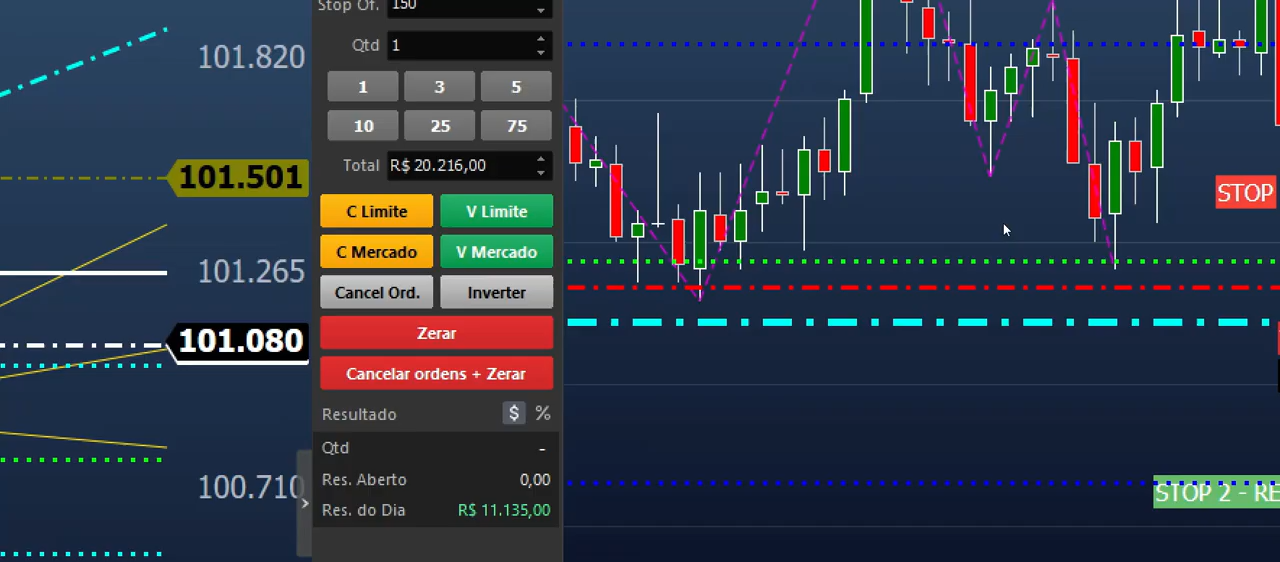 101.820
101.501
101.265
101.080
100.710
Stop Of. 150
Qtd 1
1 3 5
10 25 75
Total R$ 20.216,00
C Limite V Limite
C Mercado V Mercado
Cancel Ord. Inverter
Zerar
Cancelar ordens + Zerar
Resultado $ %
Qtd -
Res. Aberto 0,00
Res. do Dia R$ 11.135,00
STOP
STOP 2 - RE